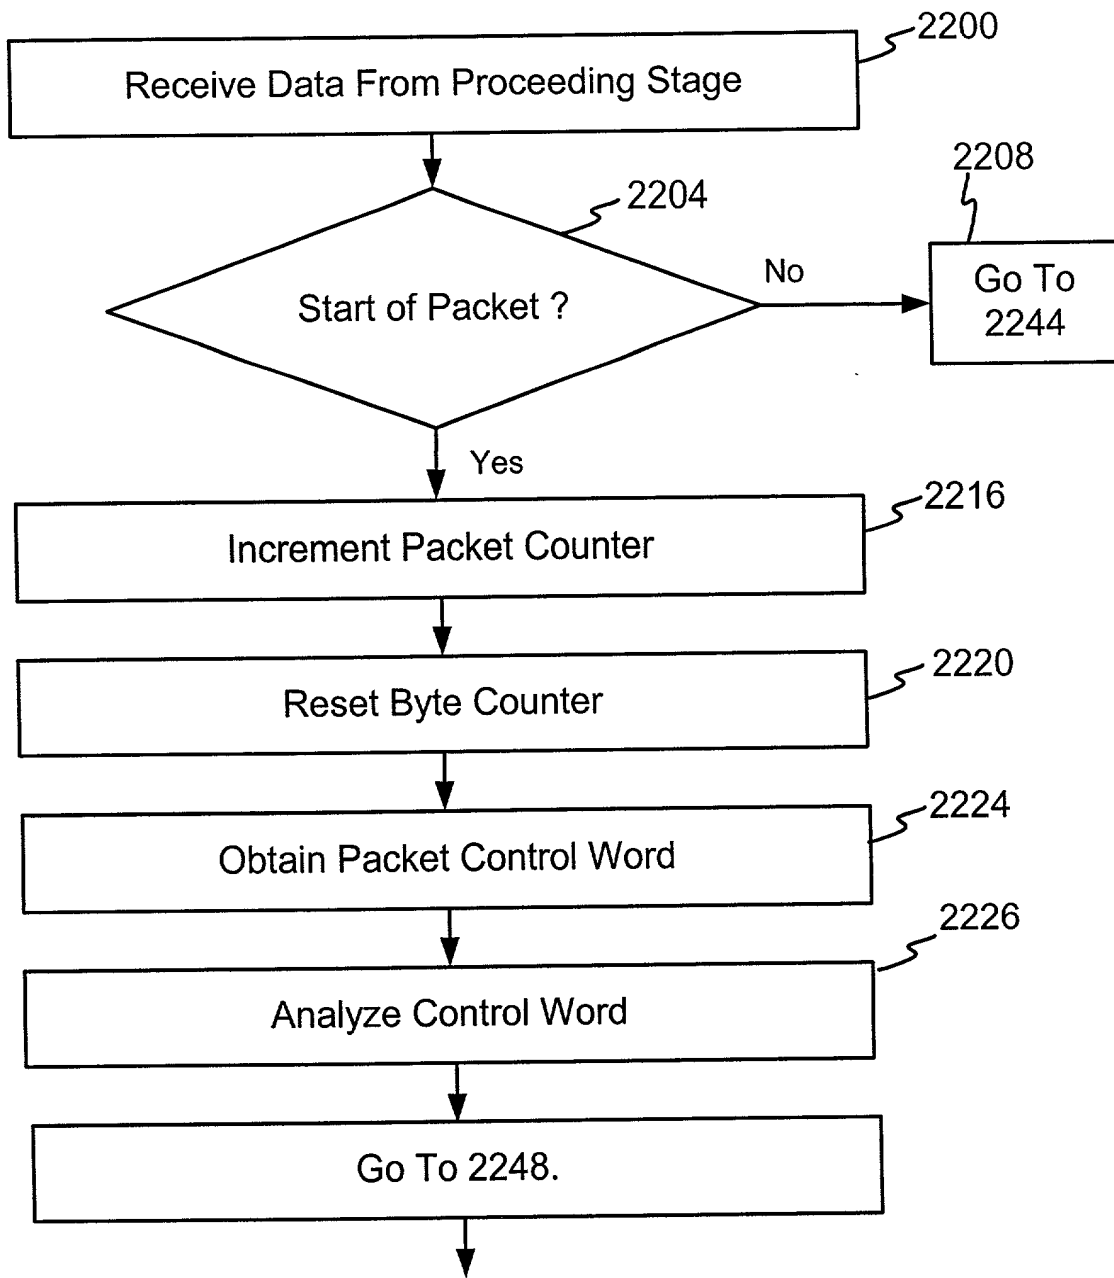 2200
Receive Data From Proceeding Stage
2204
2208
Start of Packet ?
No
Go To
2244
Yes
2216
Increment Packet Counter
2220
Reset Byte Counter
2224
Obtain Packet Control Word
2226
Analyze Control Word
Go To 2248.